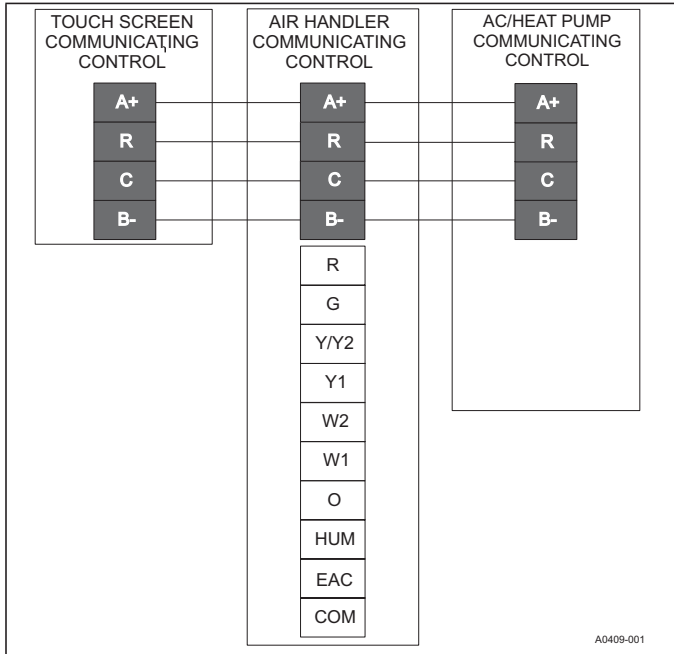 TOUCH SCREEN
COMMUNICATING
CONTROL
A+
R
C
B-
AIR HANDLER
COMMUNICATING
CONTROL
A+
R
C
B-
R
G
Y/Y2
Y1
W2
W1
O
HUM
EAC
COM
AC/HEAT PUMP
COMMUNICATING
CONTROL
A+
R
C
B-
A0409-001